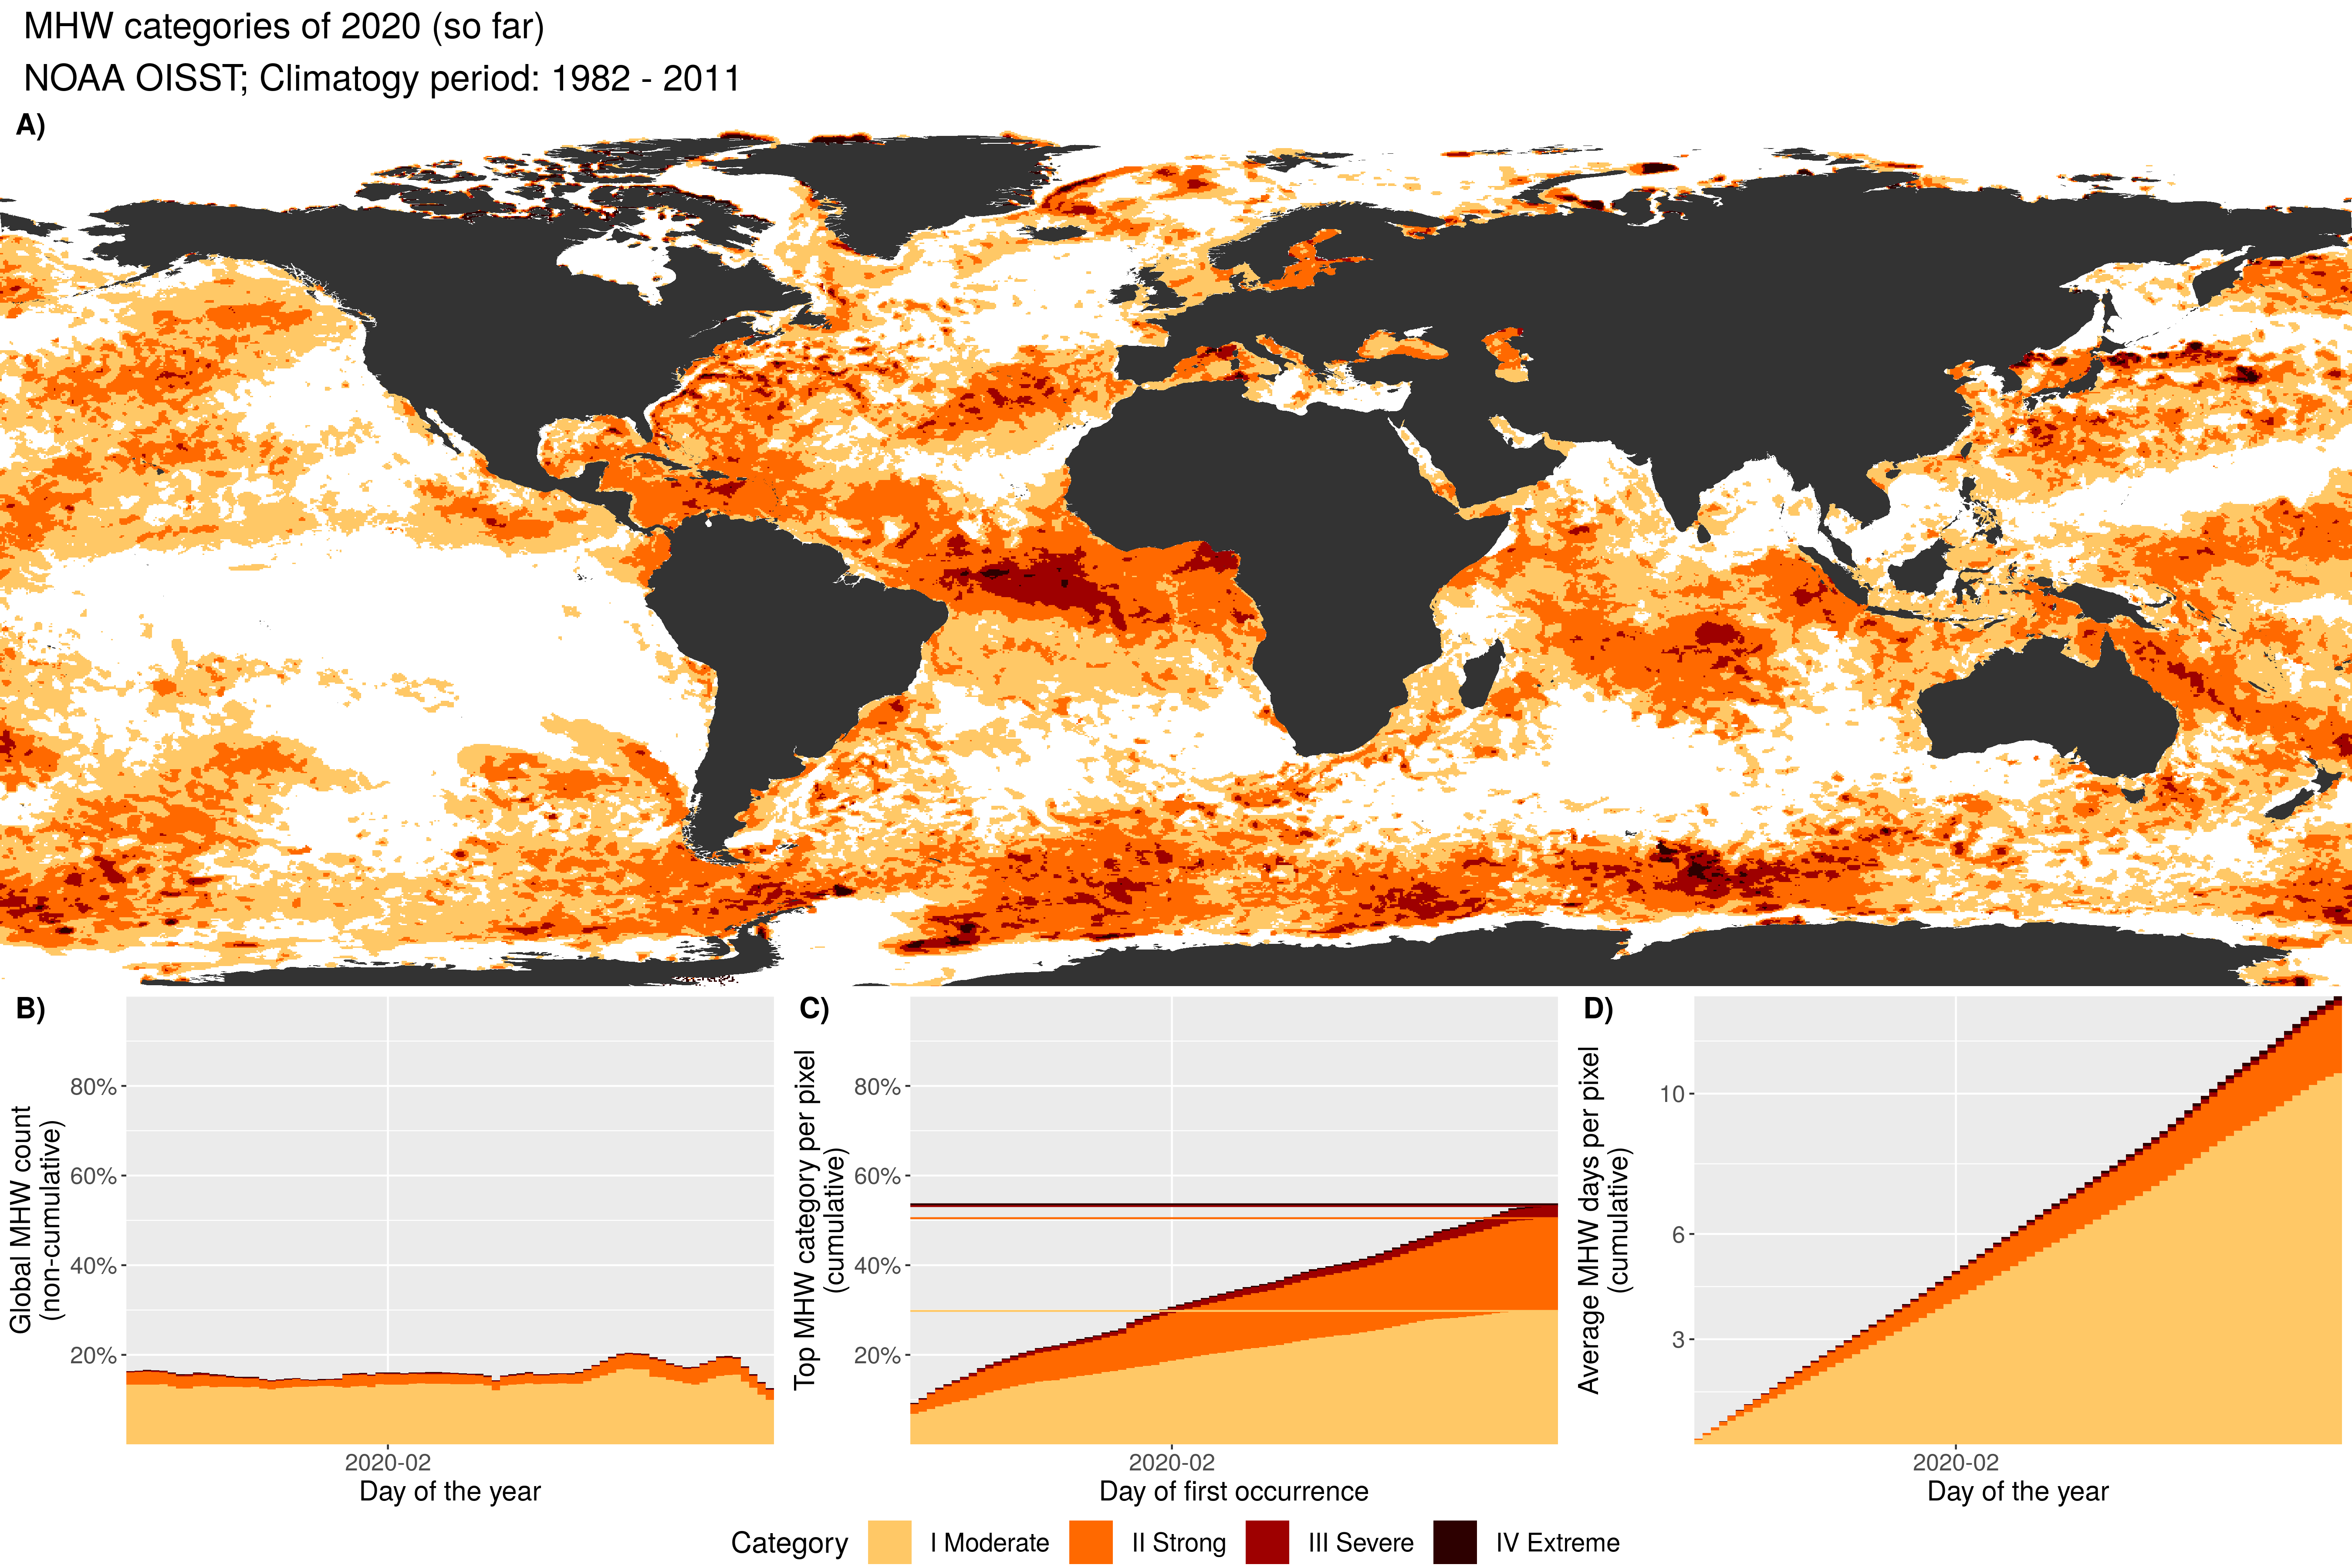 MHW categories of 2020 (so far)
NOAA OISST; Climatogy period: 1982 - 2011
A)
B)
Global MHW count
(non-cumulative)
80%
60%
40%
20%
2020-02
Day of the year
C)
Top MHW category per pixel
(cumulative)
80%
60%
40%
20%
2020-02
Day of first occurrence
D)
Average MHW days per pixel
(cumulative)
10
6
3
2020-02
Day of the year
Category I Moderate II Strong III Severe IV Extreme